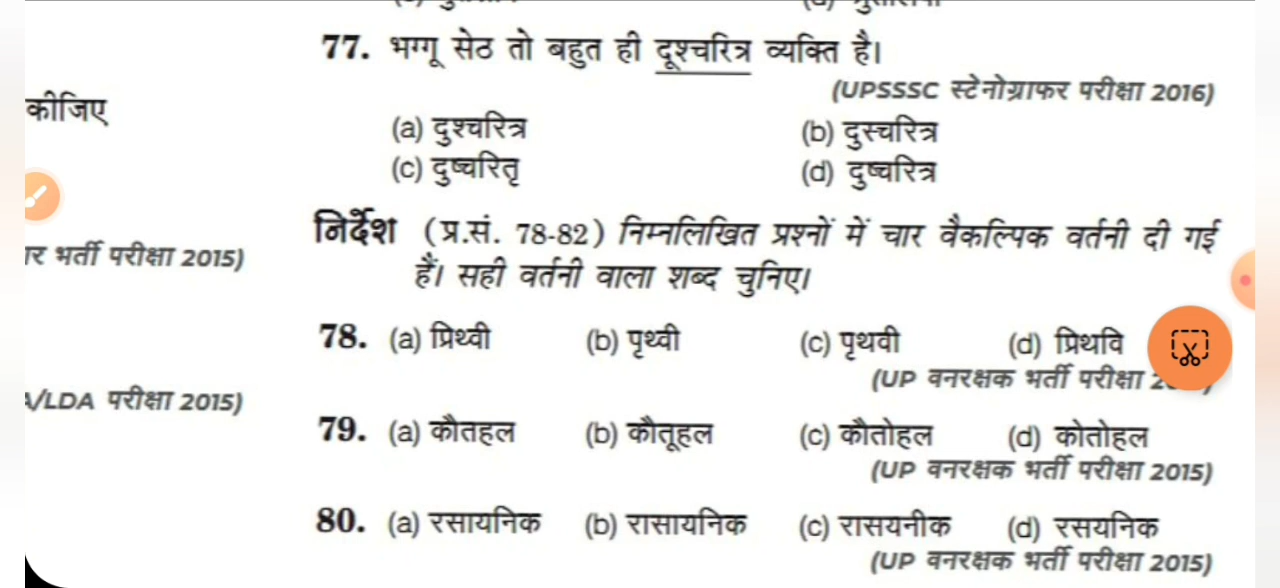 77. भग्गू सेठ तो बहुत ही दूश्चरित्र व्यक्ति है।
(UPSSSC स्टेनोग्राफर परीक्षा 2016)
कीजिए
(a) दुश्चरित्र (b) दुस्चरित्र
(c) दुष्चरितृ (d) दुष्चरित्र
निर्देश (प्र.सं. 78-82) निम्नलिखित प्रश्नों में चार वैकल्पिक वर्तनी दी गई
र भर्ती परीक्षा 2015)
हैं। सही वर्तनी वाला शब्द चुनिए।
78. (a) प्रिथ्वी (b) पृथ्वी (c) पृथवी (d) प्रिथवि
(UP वनरक्षक भर्ती परीक्षा
/LDA परीक्षा 2015)
79. (a) कौतहल (b) कौतूहल (c) कौतोहल (d) कोतोहल
(UP वनरक्षक भर्ती परीक्षा 2015)
80. (a) रसायनिक (b) रासायनिक (c) रासयनीक (d) रसयनिक
(UP वनरक्षक भर्ती परीक्षा 2015)